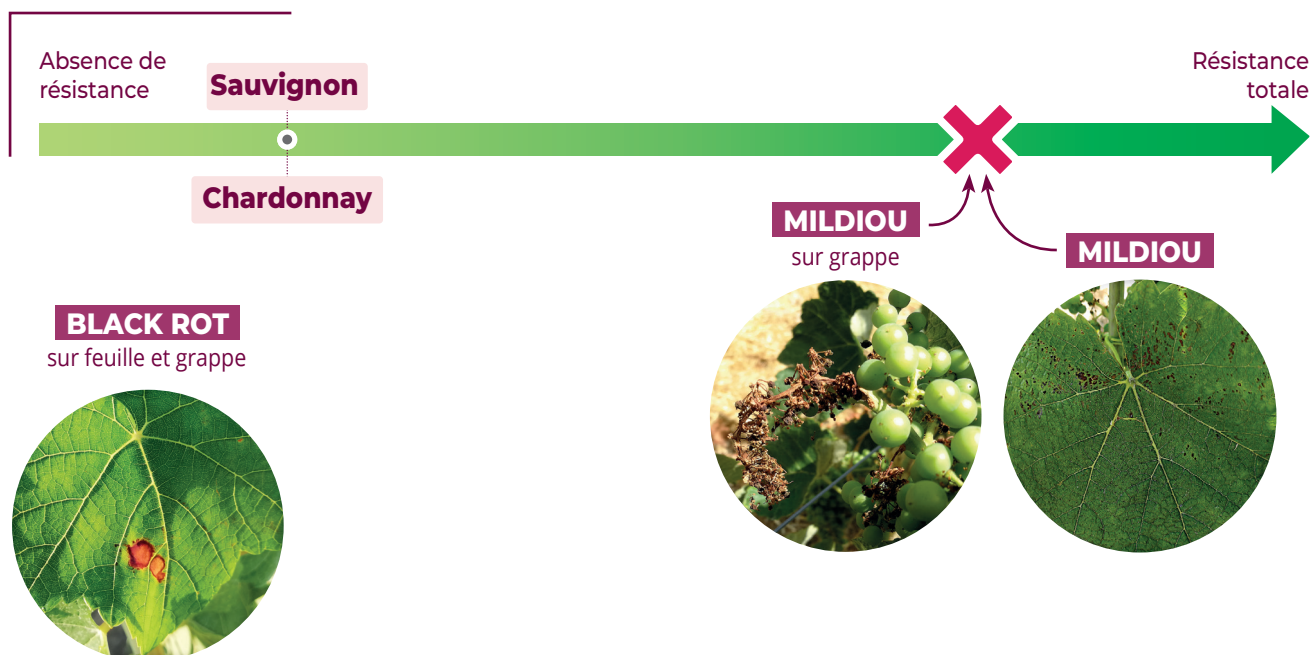 Absence de
résistance
Sauvignon
Résistance
totale
Chardonnay
MILDIOU
sur grappe
MILDIOU
BLACK ROT
sur feuille et grappe